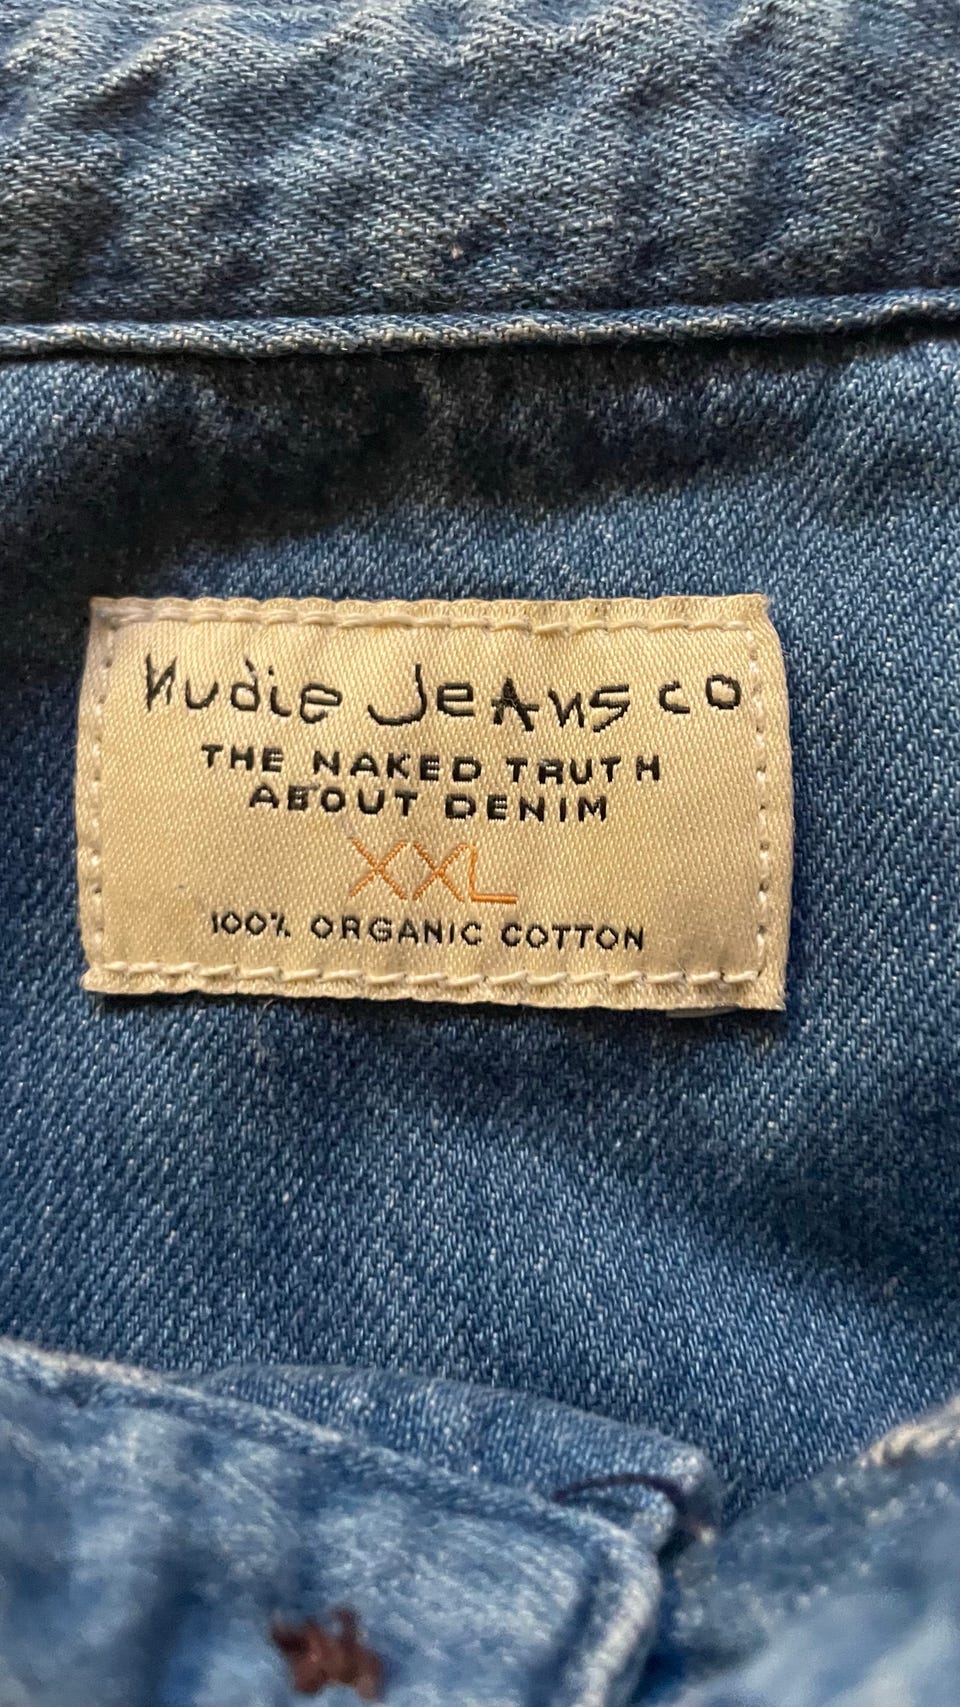 Nudie Jeans co
THE NAKED TRUTH
ABOUT DENIM
XXL
100% ORGANIC COTTON